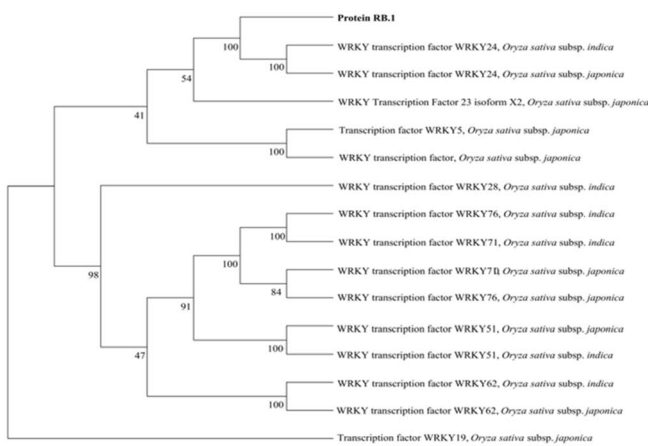 Protein RB.1
100
WRKY transcription factor WRKY24, Oryza sativa subsp. indica
100
WRKY transcription factor WRKY24, Oryza sativa subsp. japonica
54
WRKY Transcription Factor 23 isoform X2, Oryza sativa subsp. japonica
41
Transcription factor WRKY5, Oryza sativa subsp. japonica
100
WRKY transcription factor, Oryza sativa subsp. japonica
WRKY transcription factor WRKY28, Oryza sativa subsp. indica
WRKY transcription factor WRKY76, Oryza sativa subsp. indica
100
WRKY transcription factor WRKY71, Oryza sativa subsp. indica
100
98
WRKY transcription factor Oryza sativa subsp. japonica
84
WRKY transcription factor WRKY76, Oryza sativa subsp. japonica
91
WRKY transcription factor WRKY51, Oryza sativa subsp. japonica
100
47
WRKY transcription factor WRKY51, Oryza sativa subsp. indica
WRKY transcription factor WRKY62, Oryza sativa subsp. indica
100
WRKY transcription factor WRKY62, Oryza sativa subsp. japonica
Transcription factor WRKY19, Oryza sativa subsp. japonica